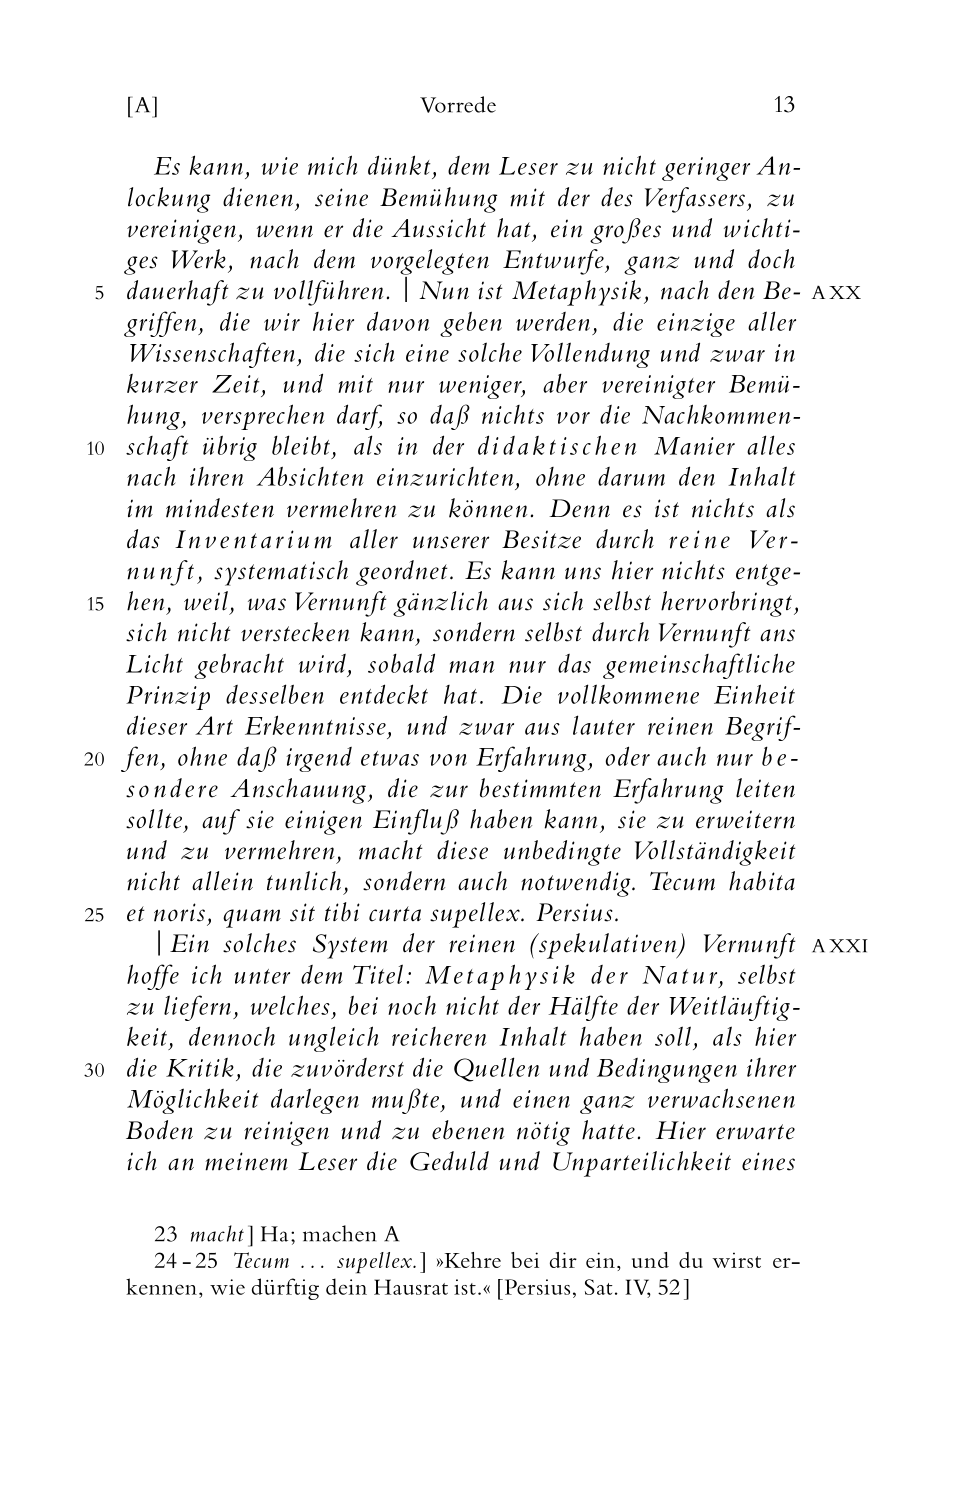 [A] Vorrede 13
Es kann, wie mich dünkt, dem Leser zu nicht geringer An-
lockung dienen, seine Bemühung mit der des Verfassers, zu
vereinigen, wenn er die Aussicht hat, ein großes und wichti-
ges Werk, nach dem vorgelegten Entwurfe, ganz und doch
5 dauerhaft zu vollführen. | Nun ist Metaphysik, nach den Be- A XX
griffen, die wir hier davon geben werden, die einzige aller
Wissenschaften, die sich eine solche Vollendung und zwar in
kurzer Zeit, und mit nur weniger, aber vereinigter Bemü-
hung, versprechen darf, so daß nichts vor die Nachkommen-
10 schaft übrig bleibt, als in der didaktischen Manier alles
nach ihren Absichten einzurichten, ohne darum den Inhalt
im mindesten vermehren zu können. Denn es ist nichts als
das Inventarium aller unserer Besitze durch reine Ver-
nunft, systematisch geordnet. Es kann uns hier nichts entge-
15 hen, weil, was Vernunft gänzlich aus sich selbst hervorbringt,
sich nicht verstecken kann, sondern selbst durch Vernunft ans
Licht gebracht wird, sobald man nur das gemeinschaftliche
Prinzip desselben entdeckt hat. Die vollkommene Einheit
dieser Art Erkenntnisse, und zwar aus lauter reinen Begrif-
20 fen, ohne daß irgend etwas von Erfahrung, oder auch nur be-
sondere Anschauung, die zur bestimmten Erfahrung leiten
sollte, auf sie einigen Einfluß haben kann, sie zu erweitern
und zu vermehren, macht diese unbedingte Vollständigkeit
nicht allein tunlich, sondern auch notwendig. Tecum habita
25 et noris, quam sit tibi curta supellex. Persius.
| Ein solches System der reinen (spekulativen) Vernunft A XXI
hoffe ich unter dem Titel: Metaphysik der Natur, selbst
zu liefern, welches, bei noch nicht der Hälfte der Weitläuftig-
keit, dennoch ungleich reicheren Inhalt haben soll, als hier
30 die Kritik, die zuvörderst die Quellen und Bedingungen ihrer
Möglichkeit darlegen mußte, und einen ganz verwachsenen
Boden zu reinigen und zu ebenen nötig hatte. Hier erwarte
ich an meinem Leser die Geduld und Unparteilichkeit eines
23 macht] Ha; machen A
24–25 Tecum ... supellex.] »Kehre bei dir ein, und du wirst er-
kennen, wie dürftig dein Hausrat ist.« [Persius, Sat. IV, 52]